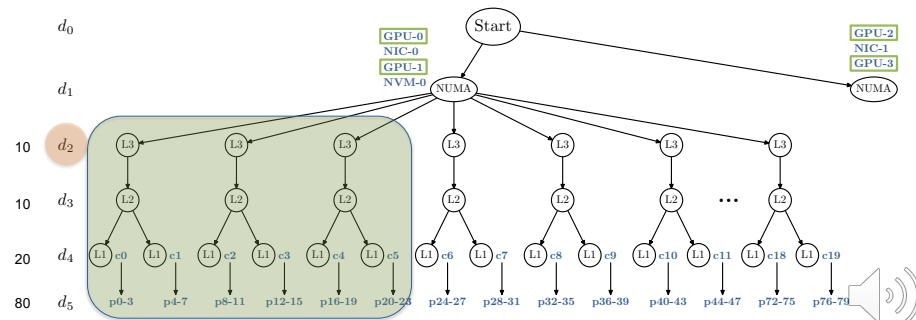 d0 Start
GPU-0 GPU-2
NIC-0 NIC-1
GPU-1 GPU-3
NVM-0
d1 NUMA NUMA
10 d2 L3 L3 L3 L3 L3 L3 L3
10 d3 L2 L2 L2 L2 L2 L2 ... L2
20 d4 L1 c0 L1 c1 L1 c2 L1 c3 L1 c4 L1 c5 L1 c6 L1 c7 L1 c8 L1 c9 L1 c10 L1 c11 L1 c18 L1 c19
80 d5 p0-3 p4-7 p8-11 p12-15 p16-19 p20-23 p24-27 p28-31 p32-35 p36-39 p40-43 p44-47 p72-75 p76-79